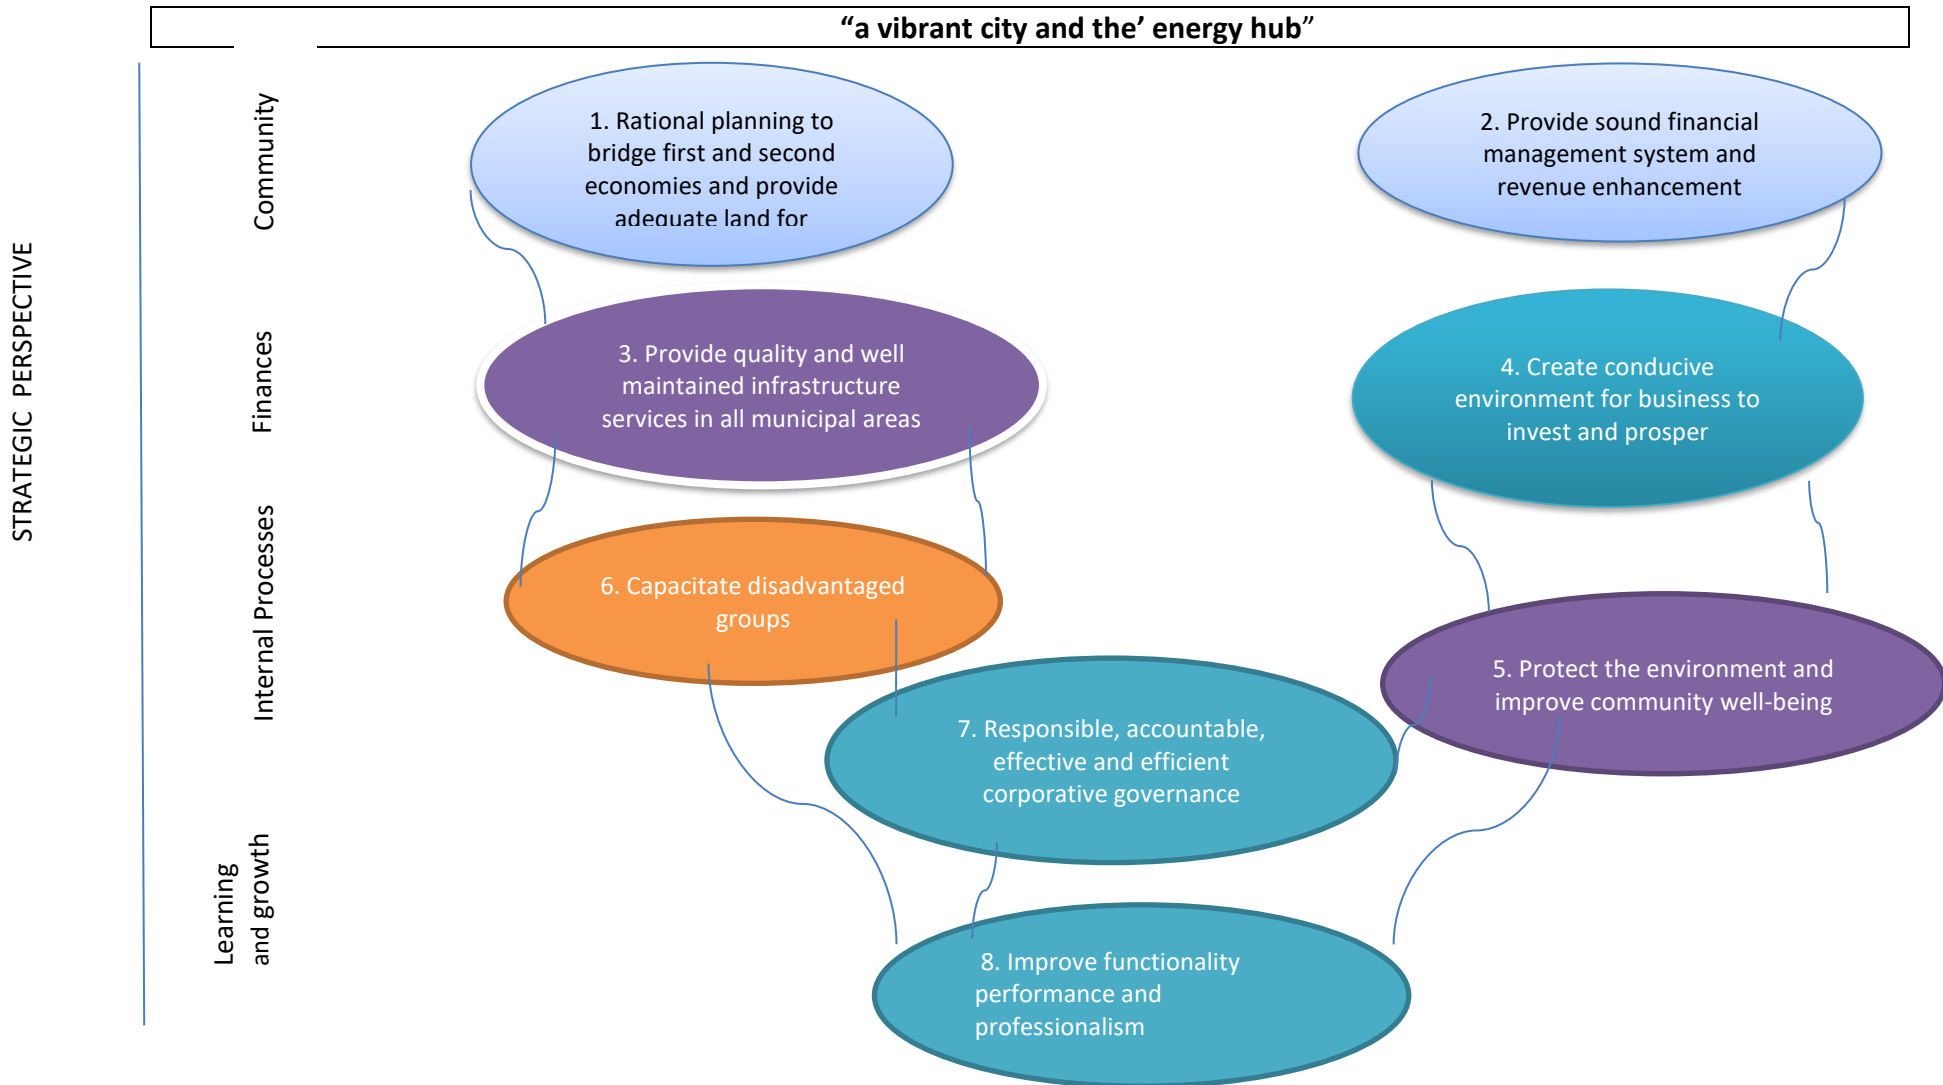 “a vibrant city and the’ energy hub”
STRATEGIC PERSPECTIVE
Community
1. Rational planning to
bridge first and second
economies and provide
adequate land for
2. Provide sound financial
management system and
revenue enhancement
Finances
3. Provide quality and well
maintained infrastructure
services in all municipal areas
4. Create conducive
environment for business to
invest and prosper
Internal Processes
6. Capacitate disadvantaged
groups
5. Protect the environment and
improve community well-being
7. Responsible, accountable,
effective and efficient
corporative governance
Learning
and growth
8. Improve functionality
performance and
professionalism